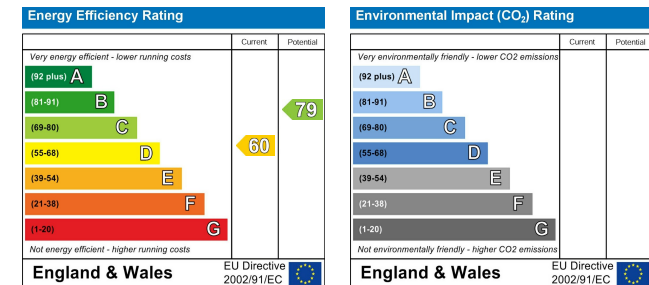 Energy Efficiency Rating
Current Potential
Very energy efficient - lower running costs
(92 plus) A
(81-91) B
(69-80) C
(55-68) D
(39-54) E
(21-38) F
(1-20) G
79
60
Not energy efficient - higher running costs
England & Wales
EU Directive
2002/91/EC
Environmental Impact (CO₂) Rating
Current Potential
Very environmentally friendly - lower CO2 emissions
(92 plus) A
(81-91) B
(69-80) C
(55-68) D
(39-54) E
(21-38) F
(1-20) G
Not environmentally friendly - higher CO2 emissions
England & Wales
EU Directive
2002/91/EC